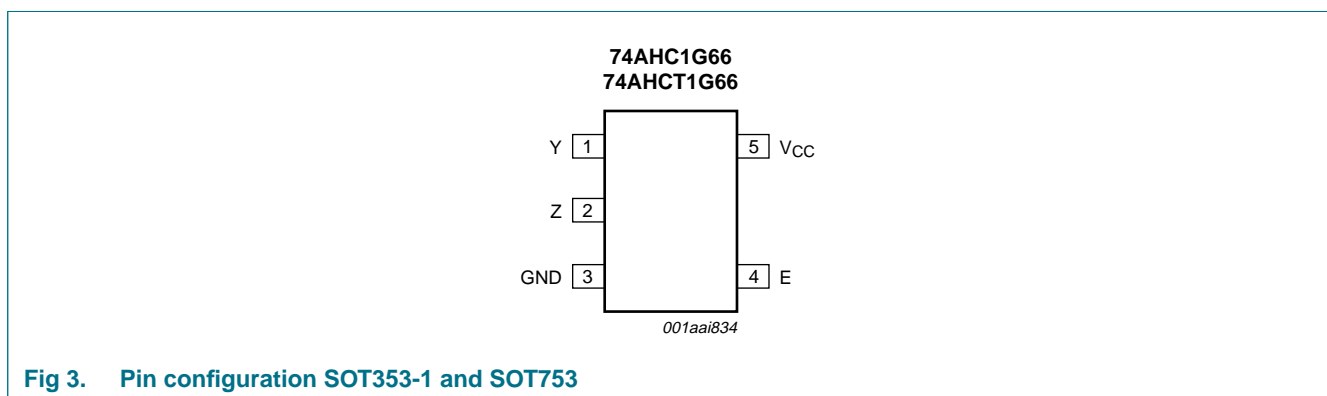 74AHC1G66
74AHCT1G66
Y 1 5 VCC
Z 2
GND 3 4 E
001aai834
Fig 3. Pin configuration SOT353-1 and SOT753